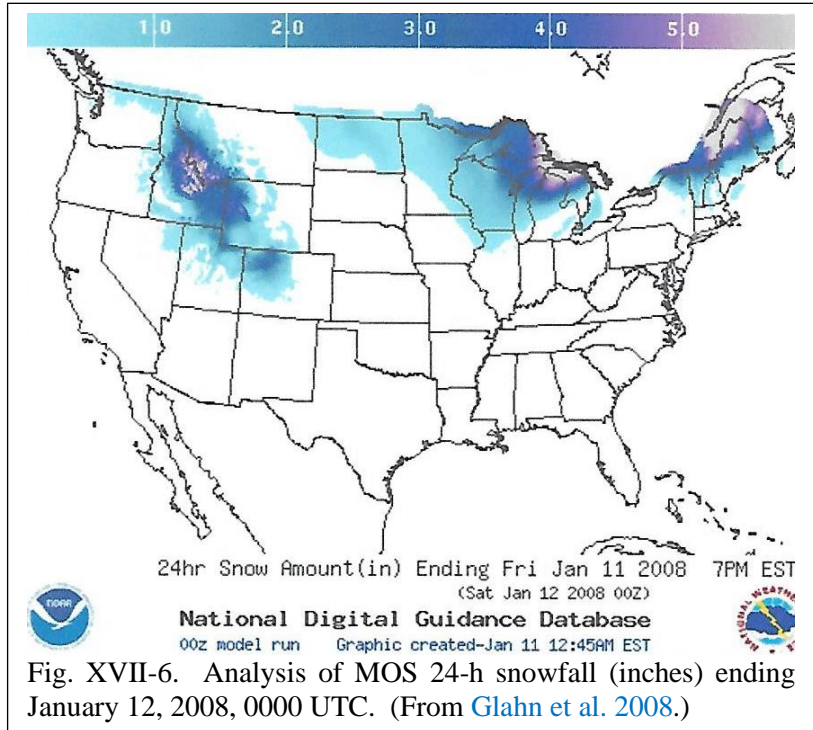 1.0 2.0 3.0 4.0 5.0
24hr Snow Amount(in) Ending Fri Jan 11 2008 7PM EST
(Sat Jan 12 2008 00Z)
National Digital Guidance Database
00z model run Graphic created-Jan 11 12:45AM EST
NOAA
Fig. XVII-6. Analysis of MOS 24-h snowfall (inches) ending
January 12, 2008, 0000 UTC. (From Glahn et al. 2008.)